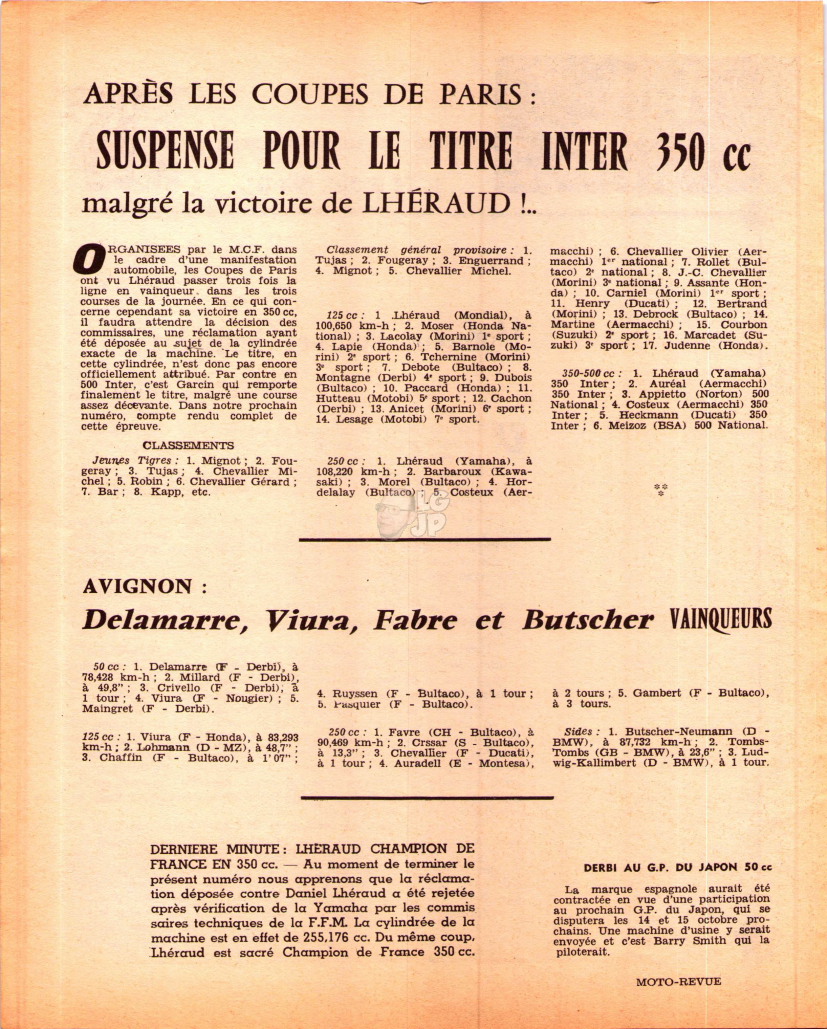 APRÈS LES COUPES DE PARIS :
SUSPENSE POUR LE TITRE INTER 350 cc
malgré la victoire de LHÉRAUD !..
ORGANISEES par le M.C.F. dans
le cadre d'une manifestation
automobile, les Coupes de Paris
ont vu Lhéraud passer trois fois la
ligne en vainqueur. dans les trois
courses de la journée. En ce qui con-
cerne cependant sa victoire en 350 cc,
il faudra attendre la décision des
commissaires, une réclamation ayant
été déposée au sujet de la cylindrée
exacte de la machine. Le titre, en
cette cylindrée, n'est donc pas encore
officiellement attribué. Par contre en
500 Inter, c'est Garcin qui remporte
finalement le titre, malgré une course
assez décevante. Dans notre prochain
numéro, compte rendu complet de
cette épreuve.
CLASSEMENTS
Jeunes Tigres : 1. Mignot ; 2. Fou-
geray ; 3. Tujas ; 4. Chevallier Mi-
chel ; 5. Robin ; 6. Chevallier Gérard ;
7. Bar ; 8. Kapp, etc.
Classement général provisoire : 1.
Tujas ; 2. Fougeray ; 3. Enguerrand ;
4. Mignot ; 5. Chevallier Michel.
125 cc : 1 .Lhéraud (Mondial), à
100,650 km-h ; 2. Moser (Honda Na-
tional) ; 3. Lacolay (Morini) 1er sport ;
4. Lapie (Honda) ; 5. Barnole (Mo-
rini) 2e sport ; 6. Tchernine (Morini)
3e sport ; 7. Debote (Bultaco) ; 8.
Montagne (Derbi) 4e sport ; 9. Dubois
(Bultaco) ; 10. Paccard (Honda) ; 11.
Hutteau (Motobi) 5e sport ; 12. Cachon
(Derbi) ; 13. Anicet (Morini) 6e sport ;
14. Lesage (Motobi) 7e sport.
250 cc : 1. Lhéraud (Yamaha), à
108,220 km-h ; 2. Barbaroux (Kawa-
saki) ; 3. Morel (Bultaco) ; 4. Hor-
delalay (Bultaco) ; 5. Costeux (Aer-
macchi) ; 6. Chevallier Olivier (Aer-
macchi) 1er national ; 7. Rollet (Bul-
taco) 2e national ; 8. J.-C. Chevallier
(Morini) 3e national ; 9. Assante (Hon-
da) ; 10. Carniel (Morini) 1er sport ;
11. Henry (Ducati) ; 12. Bertrand
(Morini) ; 13. Debrock (Bultaco) ; 14.
Martine (Aermacchi) ; 15. Courbon
(Suzuki) 2e sport ; 16. Marcadet (Su-
zuki) 3e sport ; 17. Judenne (Honda).
350-500 cc : 1. Lhéraud (Yamaha)
350 Inter ; 2. Auréal (Aermacchi)
350 Inter ; 3. Appietto (Norton) 500
National ; 4. Costeux (Aermacchi) 350
Inter ; 5. Heckmann (Ducati) 350
Inter ; 6. Meizoz (BSA) 500 National.
**
*
LG
JP
AVIGNON :
Delamarre, Viura, Fabre et Butscher VAINQUEURS
50 cc : 1. Delamarre (F - Derbi), à
78,428 km-h ; 2. Millard (F - Derbi),
à 49,8" ; 3. Crivello (F - Derbi), à
1 tour ; 4. Viura (F - Nougier) ; 5.
Maingret (F - Derbi).
125 cc : 1. Viura (F - Honda), à 83,293
km-h ; 2. Lohmann (D - MZ), à 48,7" ;
3. Chaffin (F - Bultaco), à 1'07" ;
4. Ruyssen (F - Bultaco), à 1 tour ;
5. Pasquier (F - Bultaco).
250 cc : 1. Favre (CH - Bultaco), à
90,469 km-h ; 2. Crssar (S - Bultaco),
à 13,3" ; 3. Chevallier (F - Ducati),
à 1 tour ; 4. Auradell (E - Montesa),
à 2 tours ; 5. Gambert (F - Bultaco),
à 3 tours.
Sides : 1. Butscher-Neumann (D -
BMW), à 87,732 km-h ; 2. Tombs-
Tombs (GB - BMW), à 23,6" ; 3. Lud-
wig-Kallimbert (D - BMW), à 1 tour.
DERNIERE MINUTE : LHÉRAUD CHAMPION DE
FRANCE EN 350 cc. — Au moment de terminer le
présent numéro nous apprenons que la réclama-
tion déposée contre Daniel Lhéraud a été rejetée
après vérification de la Yamaha par les commis
saires techniques de la F.F.M. La cylindrée de la
machine est en effet de 255,176 cc. Du même coup,
Lhéraud est sacré Champion de France 350 cc.
DERBI AU G.P. DU JAPON 50 cc
La marque espagnole aurait été
contractée en vue d'une participation
au prochain G.P. du Japon, qui se
disputera les 14 et 15 octobre pro-
chains. Une machine d'usine y serait
envoyée et c'est Barry Smith qui la
piloterait.
MOTO-REVUE